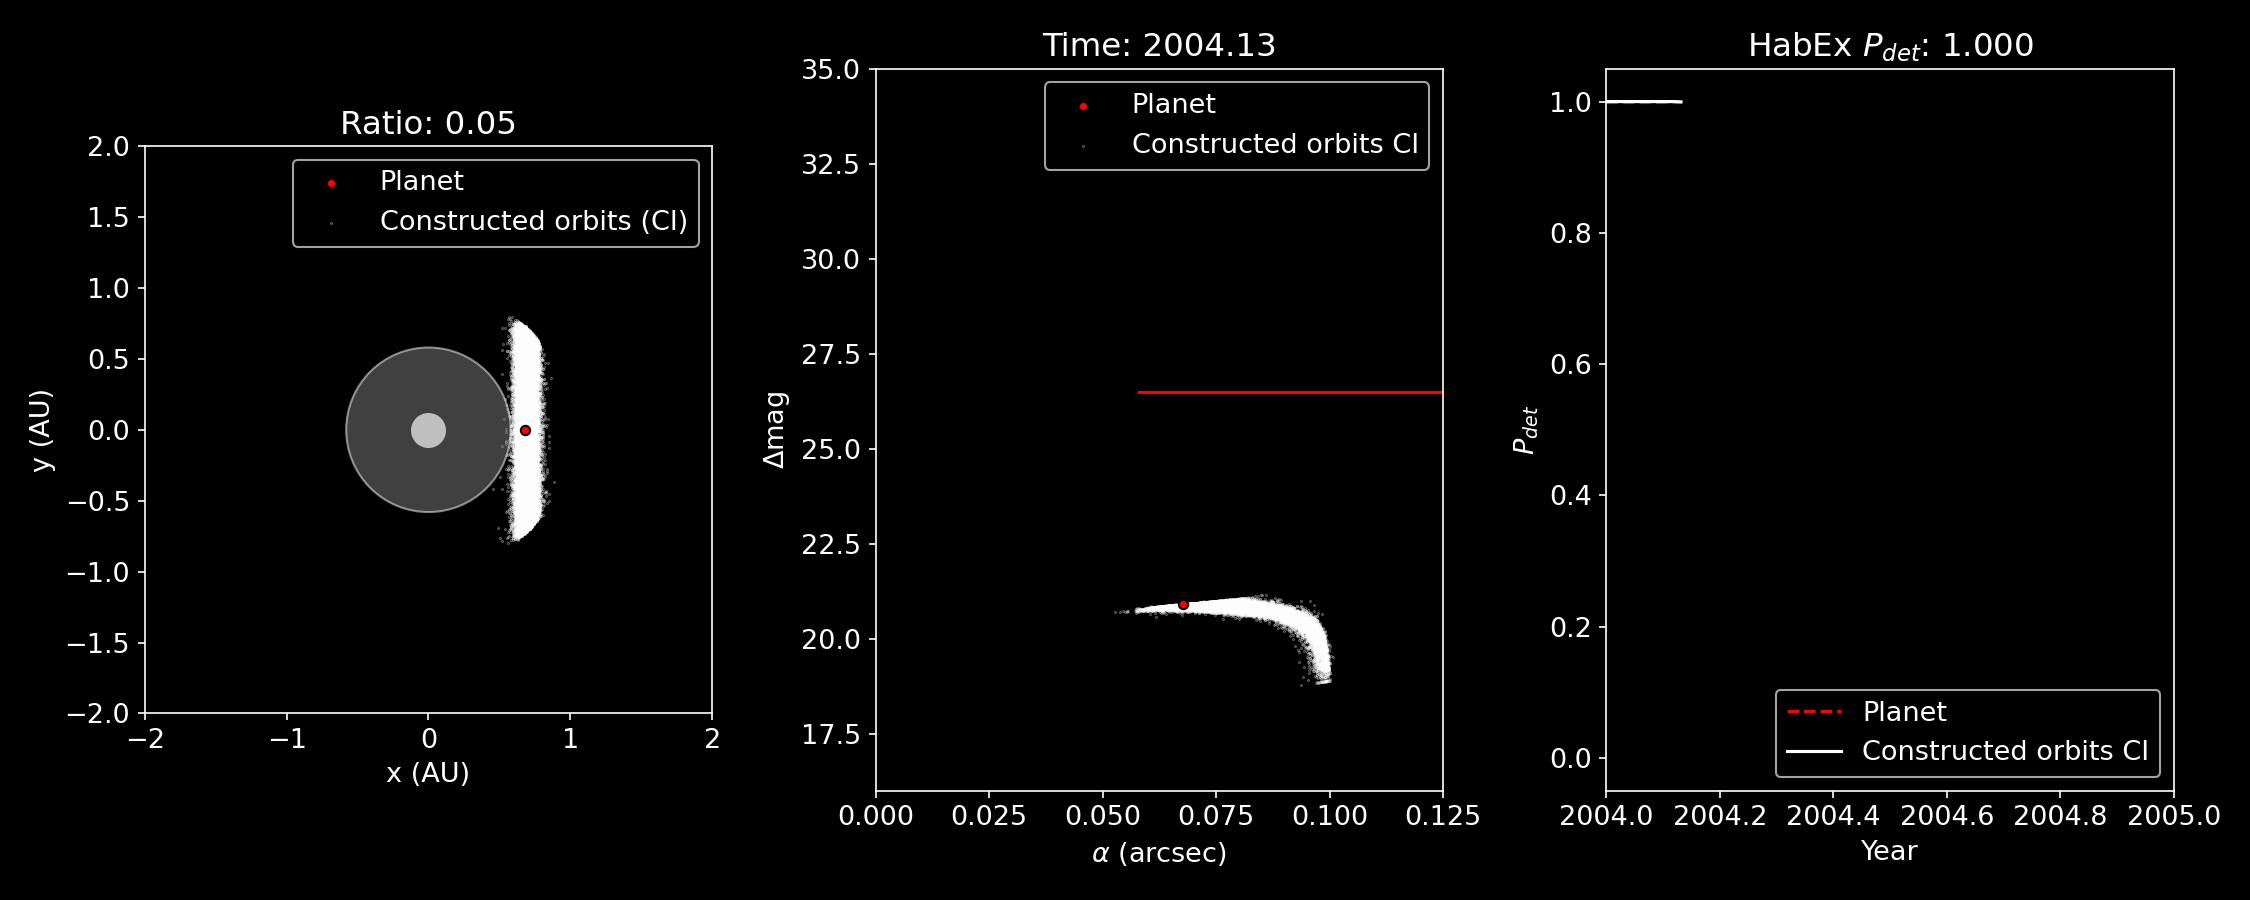 Ratio: 0.05
Planet
Constructed orbits (CI)
2.0
1.5
1.0
0.5
0.0
−0.5
−1.0
−1.5
−2.0
y (AU)
−2 −1 0 1 2
x (AU)
Time: 2004.13
Planet
Constructed orbits CI
35.0
32.5
30.0
27.5
25.0
22.5
20.0
17.5
Δmag
0.000 0.025 0.050 0.075 0.100 0.125
α (arcsec)
HabEx P_det: 1.000
1.0
0.8
0.6
0.4
0.2
0.0
P_det
Planet
Constructed orbits CI
2004.0 2004.2 2004.4 2004.6 2004.8 2005.0
Year